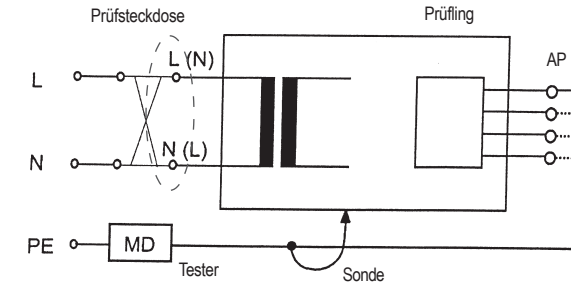 Prüfsteckdose
Prüfling
L
L (N)
AP
N
N (L)
PE
MD
Tester
Sonde